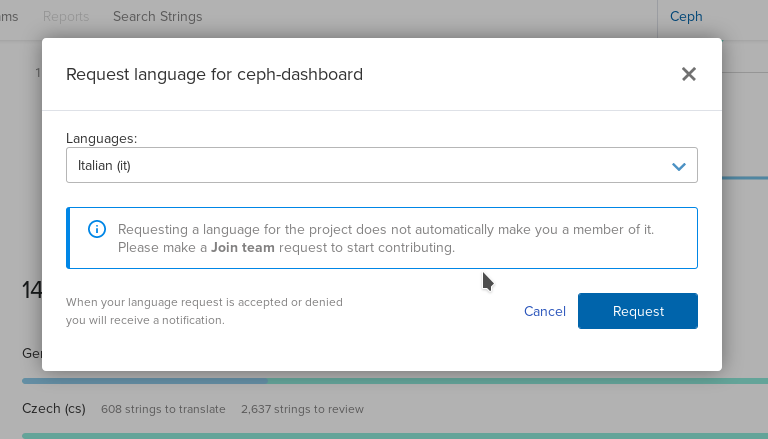 Reports Search Strings Ceph
1
Request language for ceph-dashboard
Languages:
Italian (it)
Requesting a language for the project does not automatically make you a member of it.
Please make a Join team request to start contributing.
14
When your language request is accepted or denied
you will receive a notification.
Cancel Request
Czech (cs) 608 strings to translate 2,637 strings to review